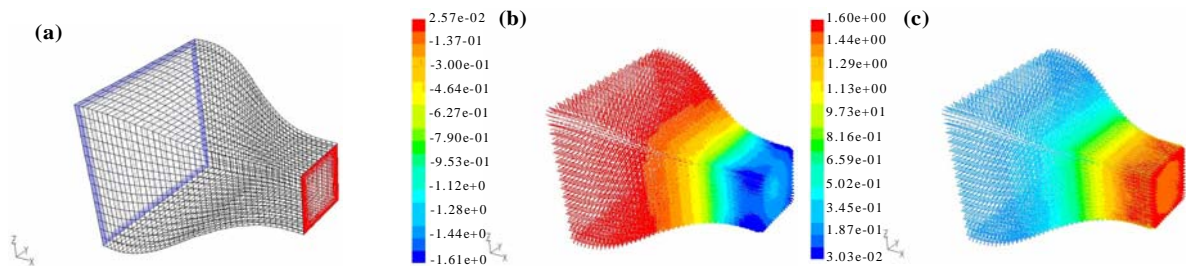 (a)
Z
Y
X
2.57e-02
-1.37-01
-3.00e-01
-4.64e-01
-6.27e-01
-7.90e-01
-9.53e-01
-1.12e+0
-1.28e+0
-1.44e+0
-1.61e+0
(b)
Z
Y
X
1.60e+00
1.44e+00
1.29e+00
1.13e+00
9.73e-01
8.16e-01
6.59e-01
5.02e-01
3.45e-01
1.87e-01
3.03e-02
(c)
Z
Y
X